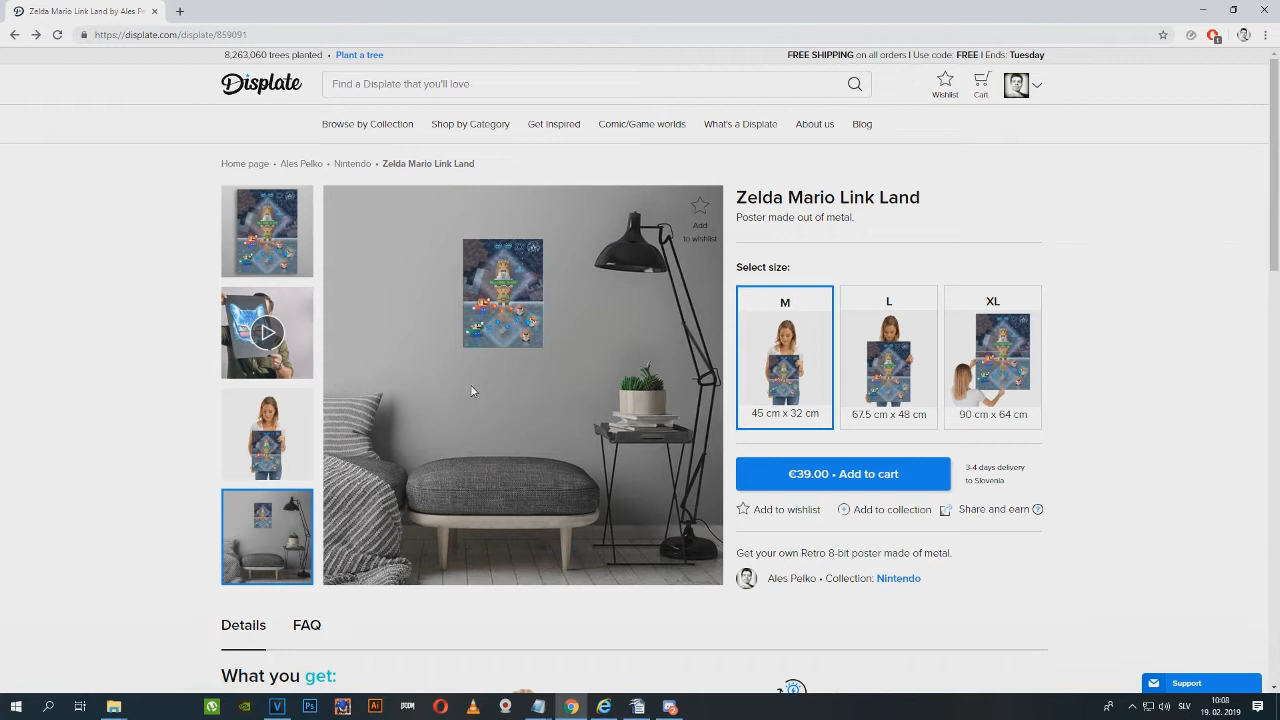 Zelda Mario Link Land by Ales Pe
https://displate.com/display/859091
8,263,060 trees planted • Plant a tree
FREE SHIPPING on all orders | Use code: FREE | Ends: Tuesday
Displate
Find a Displate that you'll love
Wishlist
Cart
Browse by Collection
Shop by Category
Get Inspired
Comic/Game worlds
What's a Displate
About us
Blog
Home page • Ales Pelko • Nintendo • Zelda Mario Link Land
Add
to wishlist
Zelda Mario Link Land
Poster made out of metal.
Select size:
M
L
XL
45 cm x 32 cm
67.5 cm x 48 cm
90 cm x 64 cm
€39.00 • Add to cart
3-4 days delivery
to Slovenia
Add to wishlist
Add to collection
Share and earn ?
Get your own Retro 8-bit poster made of metal.
Ales Pelko • Collection: Nintendo
Details
FAQ
What you get:
Support
SLV
10:08
19. 02. 2019